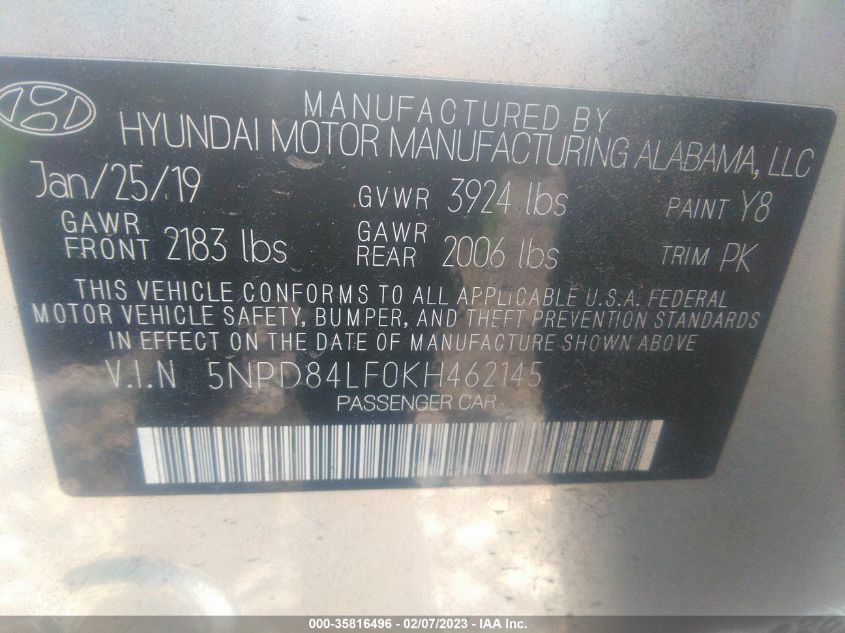 MANUFACTURED BY
HYUNDAI MOTOR MANUFACTURING ALABAMA, LLC
Jan/25/19 GVWR 3924 lbs PAINT Y8
GAWR FRONT 2183 lbs GAWR REAR 2006 lbs TRIM PK
THIS VEHICLE CONFORMS TO ALL APPLICABLE U.S.A. FEDERAL
MOTOR VEHICLE SAFETY, BUMPER, AND THEFT PREVENTION STANDARDS
IN EFFECT ON THE DATE OF MANUFACTURE SHOWN ABOVE
V.I.N 5NPD84LF0KH462145
PASSENGER CAR
000-35816496 - 02/07/2023 - IAA Inc.